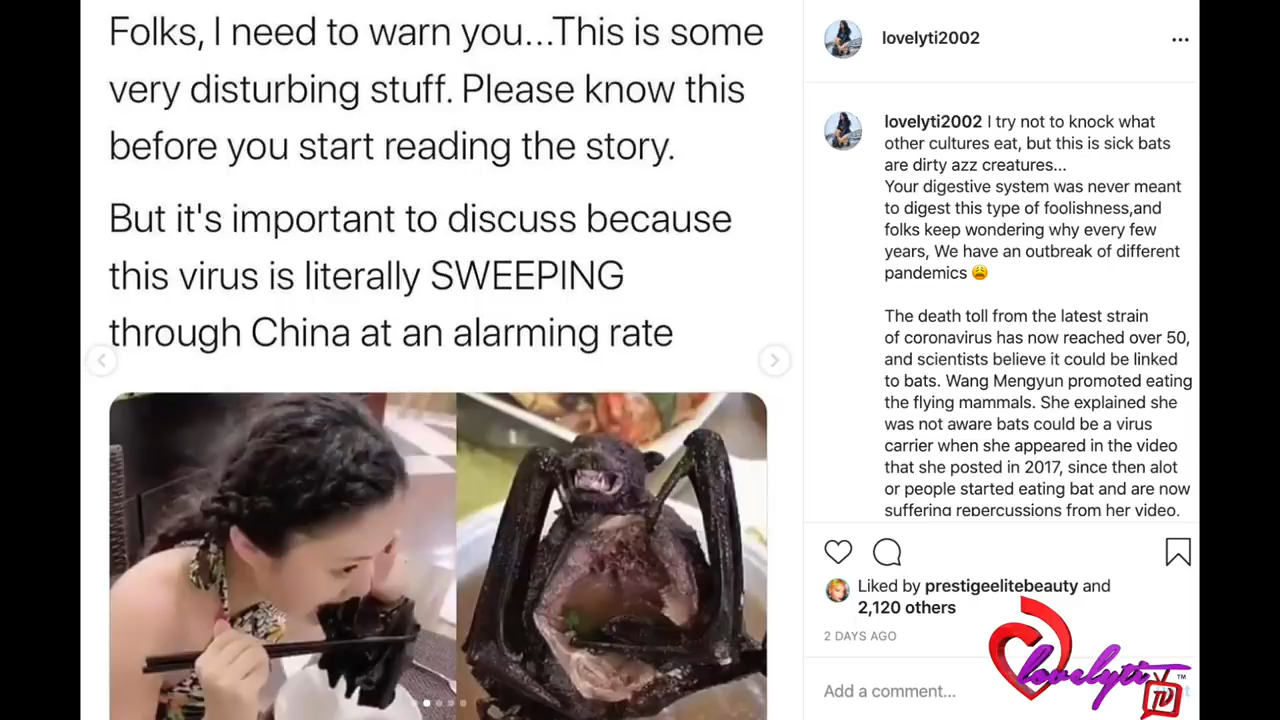 Folks, I need to warn you...This is some
very disturbing stuff. Please know this
before you start reading the story.
But it's important to discuss because
this virus is literally SWEEPING
through China at an alarming rate
lovelyti2002
lovelyti2002 I try not to knock what
other cultures eat, but this is sick bats
are dirty azz creatures...
Your digestive system was never meant
to digest this type of foolishness,and
folks keep wondering why every few
years, We have an outbreak of different
pandemics 😩
The death toll from the latest strain
of coronavirus has now reached over 50,
and scientists believe it could be linked
to bats. Wang Mengyun promoted eating
the flying mammals. She explained she
was not aware bats could be a virus
carrier when she appeared in the video
that she posted in 2017, since then alot
or people started eating bat and are now
suffering repercussions from her video.
Liked by prestigeelitebeauty and
2,120 others
2 DAYS AGO
Add a comment...
lovelyti ™
TV